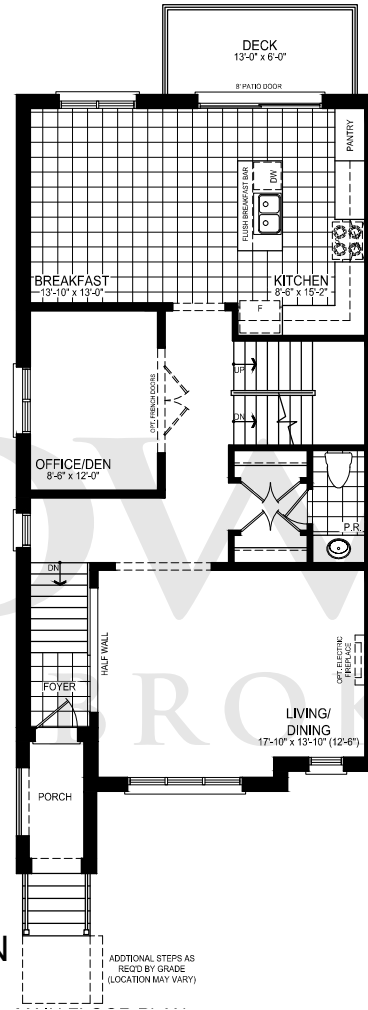 DECK
13'-0" x 6'-0"
8' PATIO DOOR
PANTRY
FLUSH BREAKFAST BAR
DW
BREAKFAST
13'-10" x 13'-0"
KITCHEN
8'-6" x 15'-2"
F
OPT. FRENCH DOORS
UP
DN
OFFICE/DEN
8'-6" x 12'-0"
P.R.
DN
HALF WALL
OPT. ELECTRIC
FIREPLACE
FOYER
LIVING/
DINING
17'-10" x 13'-10" (12'-6")
BROK
PORCH
N
ADDTIONAL STEPS AS
REQ'D BY GRADE
(LOCATION MAY VARY)